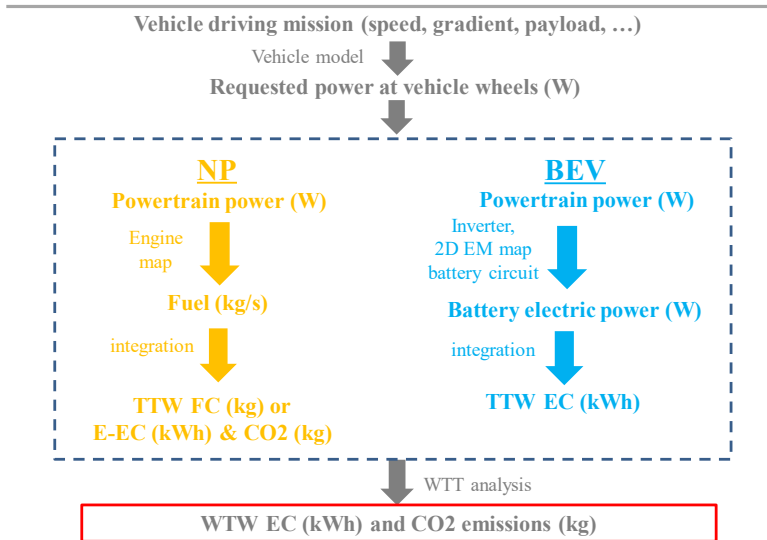 Vehicle driving mission (speed, gradient, payload, …)
Vehicle model
Requested power at vehicle wheels (W)
NP
Powertrain power (W)
Engine
map
Fuel (kg/s)
integration
TTW FC (kg) or
E-EC (kWh) & CO2 (kg)
BEV
Powertrain power (W)
Inverter,
2D EM map
battery circuit
Battery electric power (W)
integration
TTW EC (kWh)
WTT analysis
WTW EC (kWh) and CO2 emissions (kg)